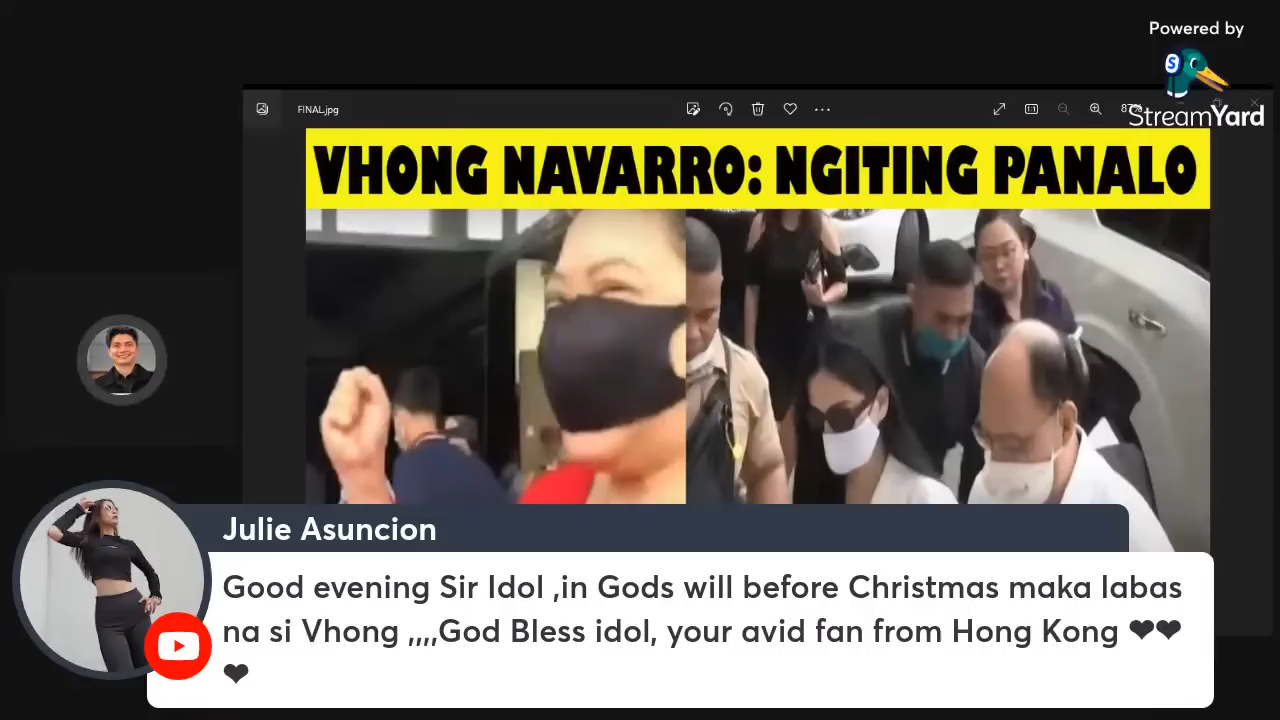 Powered by
StreamYard
FINAL.jpg
VHONG NAVARRO: NGITING PANALO
Julie Asuncion
Good evening Sir Idol ,in Gods will before Christmas maka labas
na si Vhong ,,,,God Bless idol, your avid fan from Hong Kong ❤❤
❤